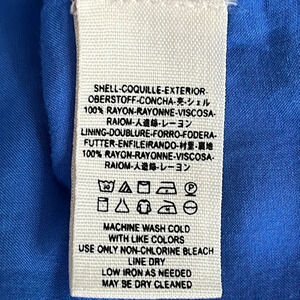 SHELL-COQUILLE-EXTERIOR-
OBERSTOFF-CONCHA-売-シェル
100% RAYON-RAYONNE-VISCOSA-
RAIOM-人造絲-レーヨン
LINING-DOUBLURE-FORRO-FODERA-
FUTTER-ENFILEIRANDO-村里-裏地
100% RAYON-RAYONNE-VISCOSA-
RAIOM-人造絲-レーヨン
MACHINE WASH COLD
WITH LIKE COLORS
USE ONLY NON-CHLORINE BLEACH
LINE DRY
LOW IRON AS NEEDED
MAY BE DRY CLEANED